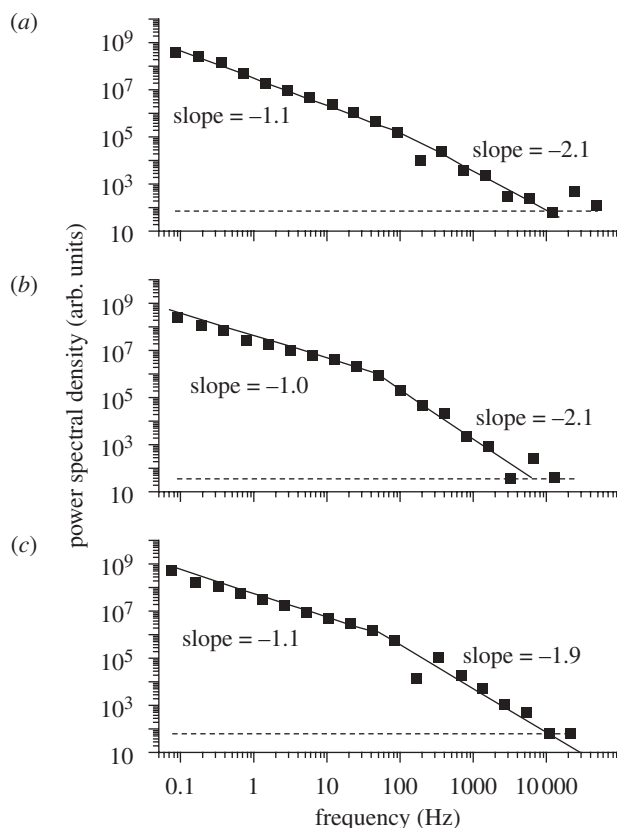 (a)
10⁹
10⁷
10⁵
10³
10
slope = –1.1
slope = –2.1
(b)
10⁹
10⁷
10⁵
10³
10
slope = –1.0
slope = –2.1
(c)
10⁹
10⁷
10⁵
10³
10
slope = –1.1
slope = –1.9
power spectral density (arb. units)
0.1 1 10 100 1000 10 000
frequency (Hz)